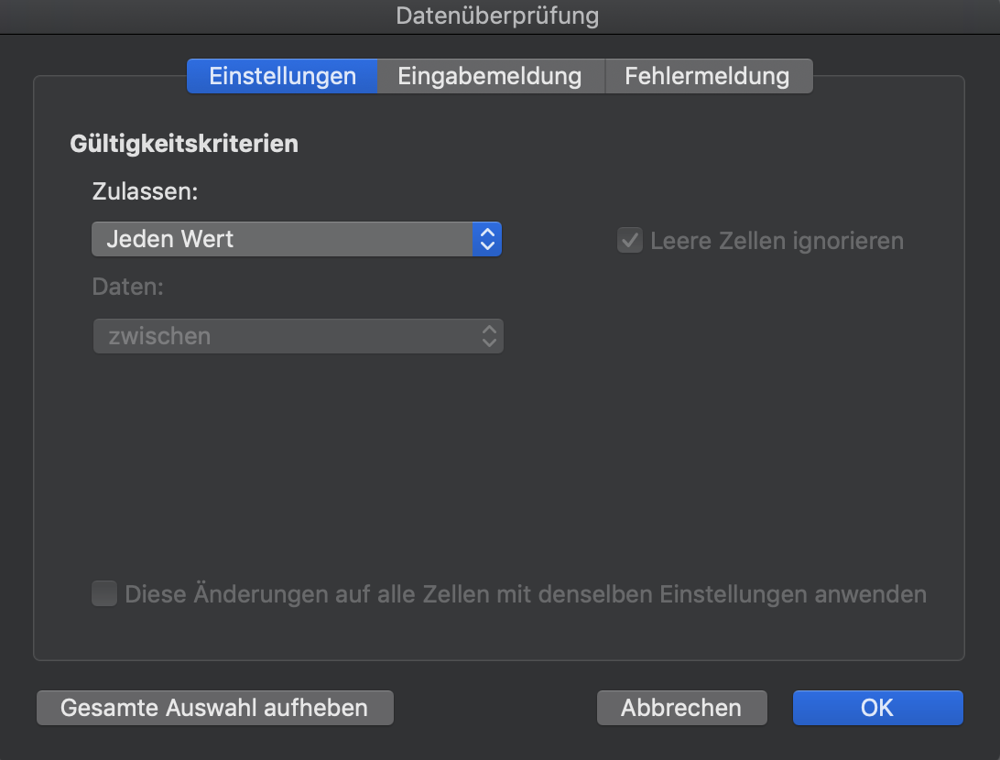 Datenüberprüfung
Einstellungen Eingabemeldung Fehlermeldung
Gültigkeitskriterien
Zulassen:
Jeden Wert Leere Zellen ignorieren
Daten:
zwischen
Diese Änderungen auf alle Zellen mit denselben Einstellungen anwenden
Gesamte Auswahl aufheben Abbrechen OK